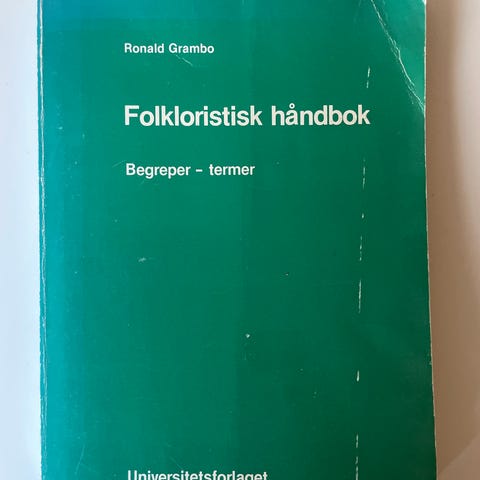 Ronald Grambo
Folkloristisk håndbok
Begreper – termer
Universitetsforlaget